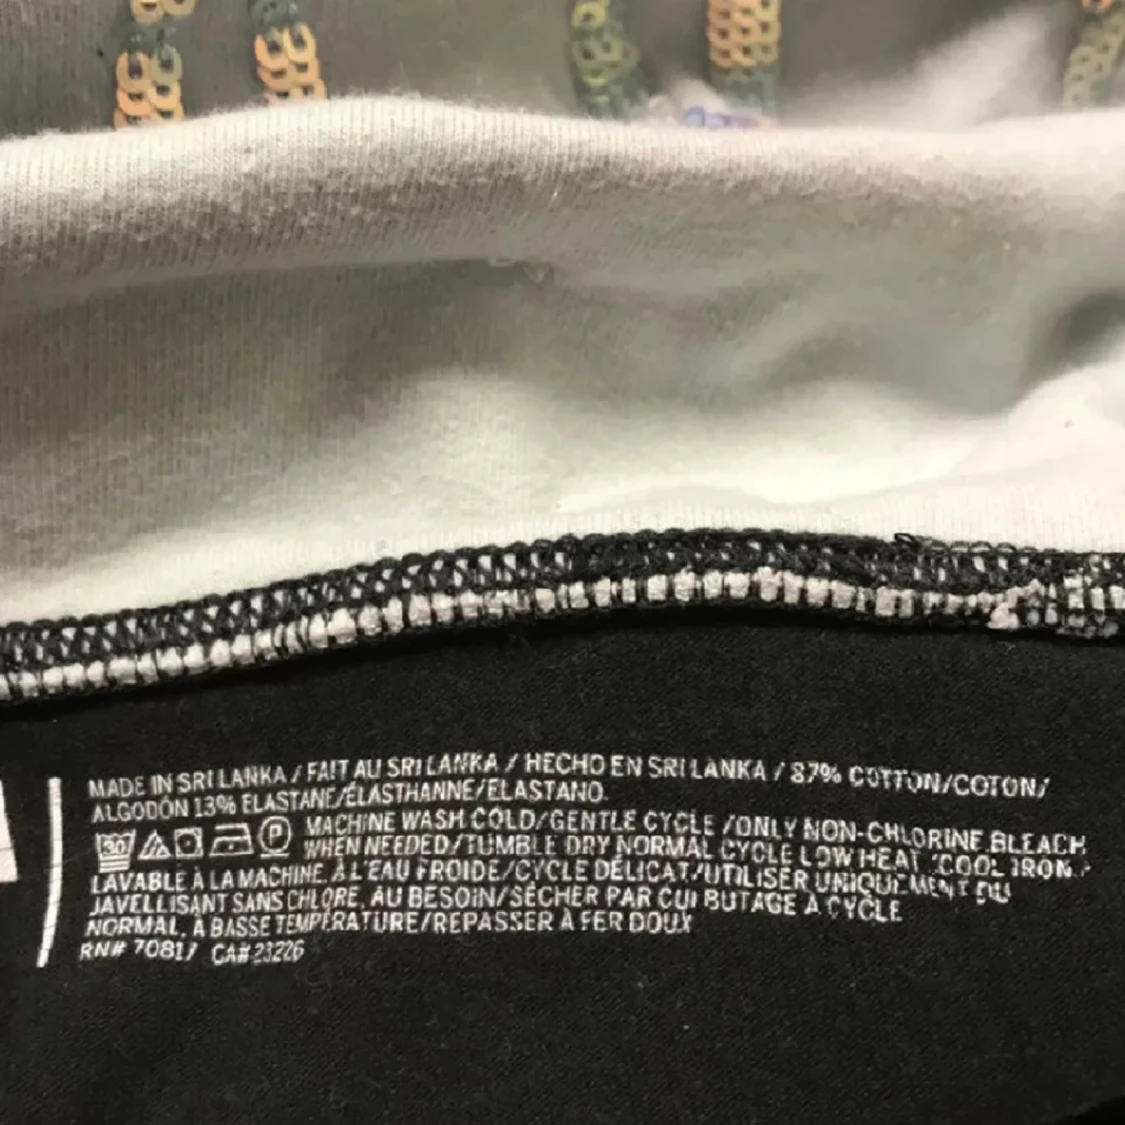 MADE IN SRI LANKA / FAIT AU SRI LANKA / HECHO EN SRI LANKA / 87% COTTON/COTON/
ALGODÓN 13% ELASTANE/ÉLASTHANNE/ELASTANO.
30 P MACHINE WASH COLD/GENTLE CYCLE /ONLY NON-CHLORINE BLEACH
WHEN NEEDED/TUMBLE DRY NORMAL CYCLE LOW HEAT /COOL IRON /
LAVABLE À LA MACHINE, À L'EAU FROIDE/CYCLE DÉLICAT/UTILISER UNIQUEMENT DU
JAVELLISANT SANS CHLORE, AU BESOIN/SÉCHER PAR CULBUTAGE À CYCLE
NORMAL, À BASSE TEMPÉRATURE/REPASSER À FER DOUX
RN# 70817 CA# 23226